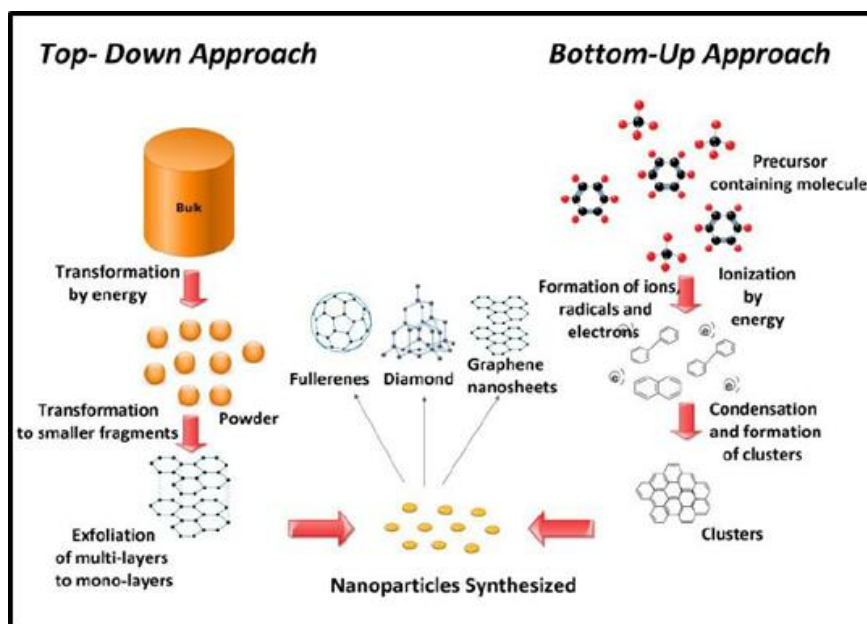 Top- Down Approach
Bulk
Transformation
by energy
Powder
Transformation
to smaller fragments
Exfoliation
of multi-layers
to mono-layers
Fullerenes
Diamond
Graphene
nanosheets
Nanoparticles Synthesized
Bottom-Up Approach
Precursor
containing molecule
Formation of ions,
radicals and
electrons
Ionization
by
energy
e
e
e
e
Condensation
and formation
of clusters
Clusters